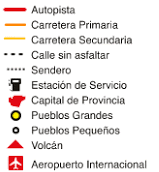 Autopista
Carretera Primaria
Carretera Secundaria
Calle sin asfaltar
Sendero
Estación de Servicio
Capital de Provincia
Pueblos Grandes
Pueblos Pequeños
Volcán
Aeropuerto Internacional